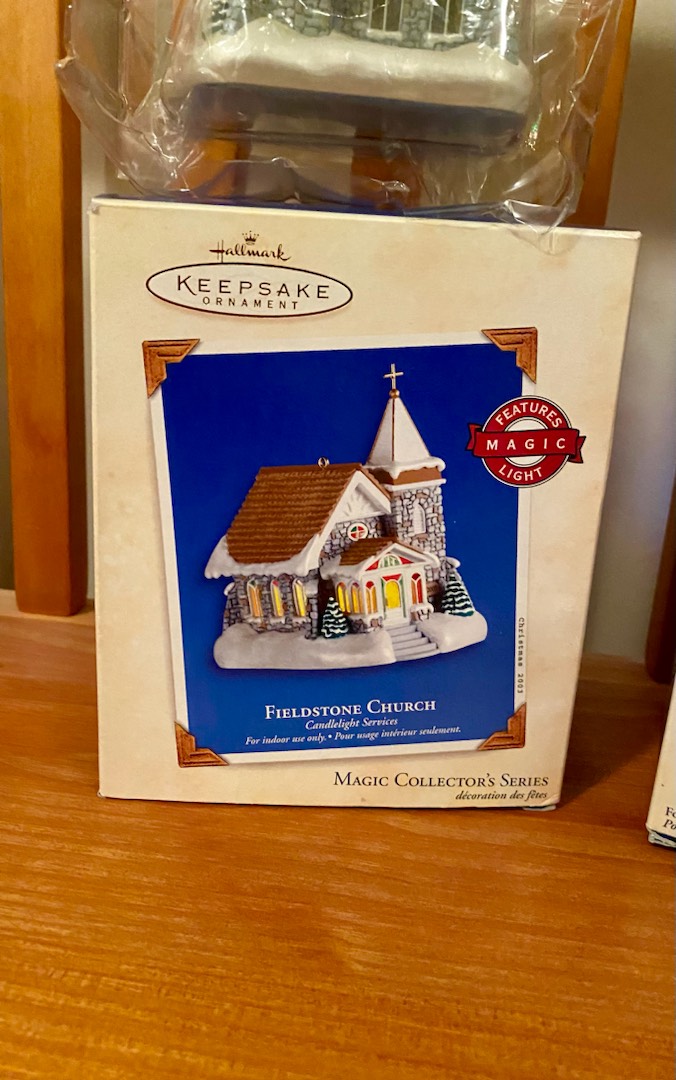 Hallmark
KEEPSAKE
ORNAMENT
FEATURES
MAGIC
LIGHT
Christmas 2003
FIELDSTONE CHURCH
Candlelight Services
For indoor use only. • Pour usage intérieur seulement.
MAGIC COLLECTOR'S SERIES
décoration des fêtes